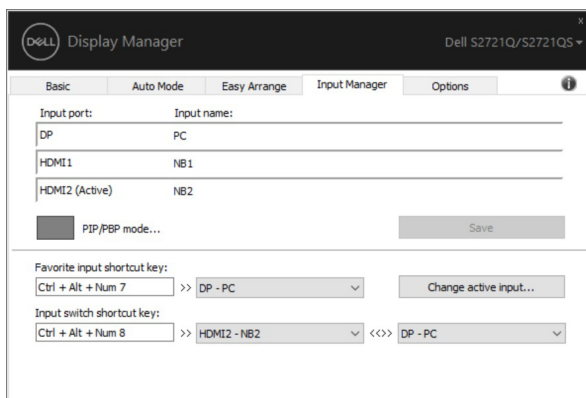 x
DELL Display Manager Dell S2721Q/S2721QS
Basic Auto Mode Easy Arrange Input Manager Options i
Input port: Input name:
DP PC
HDMI1 NB1
HDMI2 (Active) NB2
PIP/PBP mode... Save
Favorite input shortcut key:
Ctrl + Alt + Num 7 >> DP - PC Change active input...
Input switch shortcut key:
Ctrl + Alt + Num 8 >> HDMI2 - NB2 <<>> DP - PC